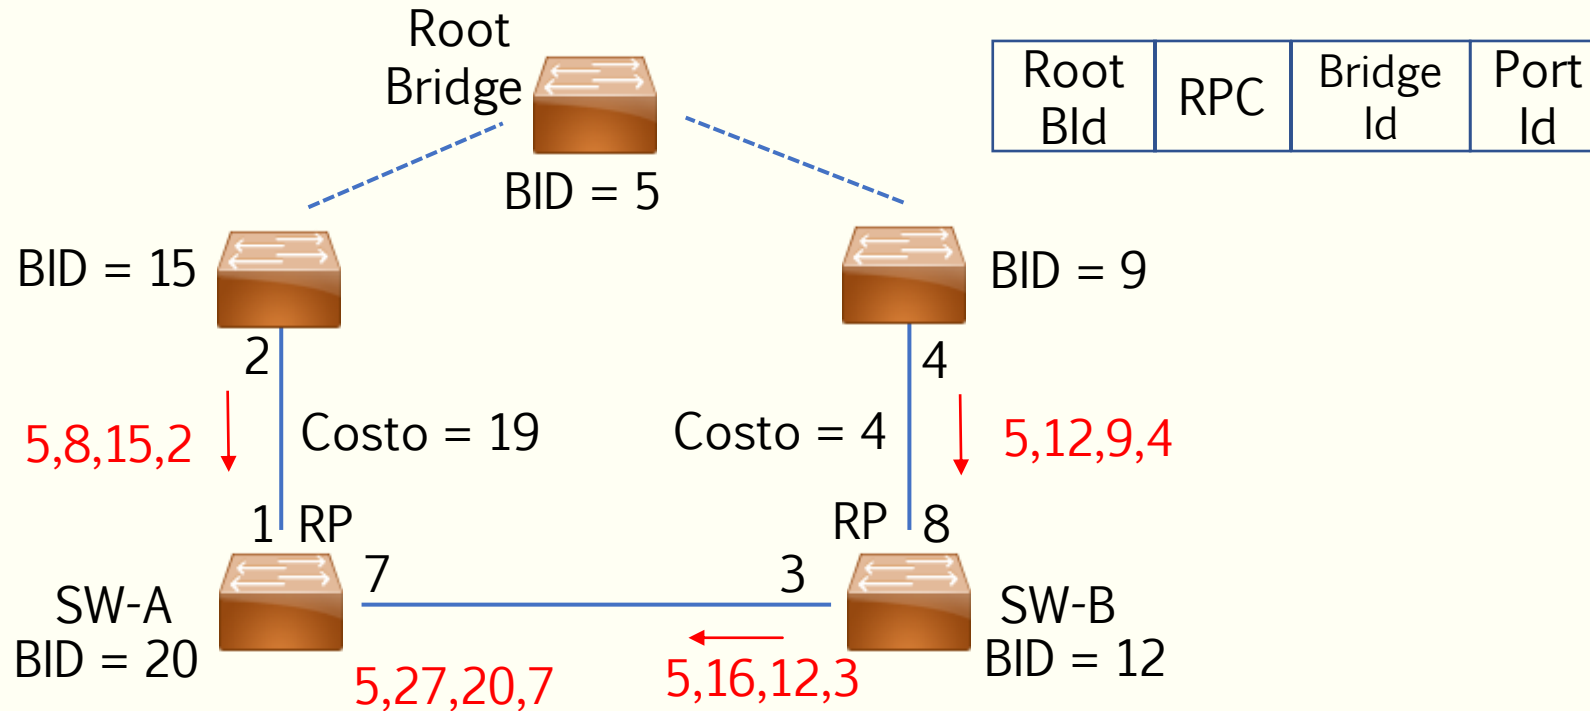 Root
Bridge
BID = 5
Root
BId
RPC
Bridge
Id
Port
Id
BID = 15
BID = 9
2
4
5,8,15,2
Costo = 19
Costo = 4
5,12,9,4
1 RP
RP 8
7
3
SW-A
BID = 20
SW-B
BID = 12
5,27,20,7
5,16,12,3